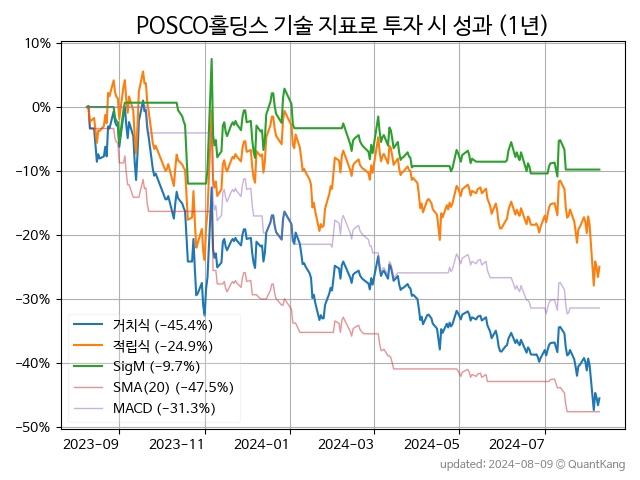 POSCO홀딩스 기술 지표로 투자 시 성과 (1년)
10%
0%
−10%
−20%
−30%
−40%
−50%
거치식 (−45.4%)
적립식 (−24.9%)
SigM (−9.7%)
SMA(20) (−47.5%)
MACD (−31.3%)
2023-09 2023-11 2024-01 2024-03 2024-05 2024-07
updated: 2024-08-09 © QuantKang